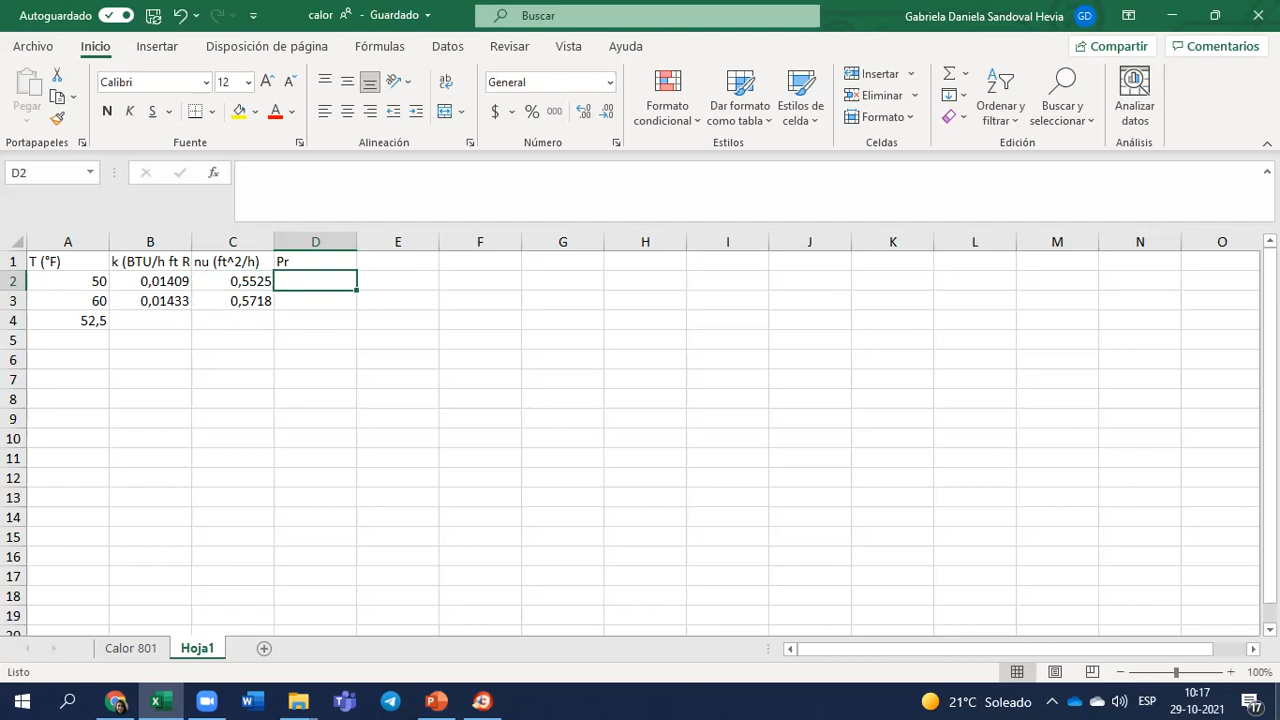 Autoguardado
calor - Guardado
Buscar
Gabriela Daniela Sandoval Hevia GD
Archivo Inicio Insertar Disposición de página Fórmulas Datos Revisar Vista Ayuda
Compartir Comentarios
Pegar
Portapapeles
Calibri 12
N K S
Fuente
Alineación
General
$ % 000
Número
Formato condicional
Dar formato como tabla
Estilos de celda
Estilos
Insertar
Eliminar
Formato
Celdas
Ordenar y filtrar
Buscar y seleccionar
Edición
Analizar datos
Análisis
D2 fx
A B C D E F G H I J K L M N O
1 T (°F) k (BTU/h ft R nu (ft^2/h) Pr
2 50 0,01409 0,5525
3 60 0,01433 0,5718
4 52,5
5
6
7
8
9
10
11
12
13
14
15
16
17
18
19
20
Calor 801 Hoja1
Listo
100%
21°C Soleado
ESP
10:17
29-10-2021
17